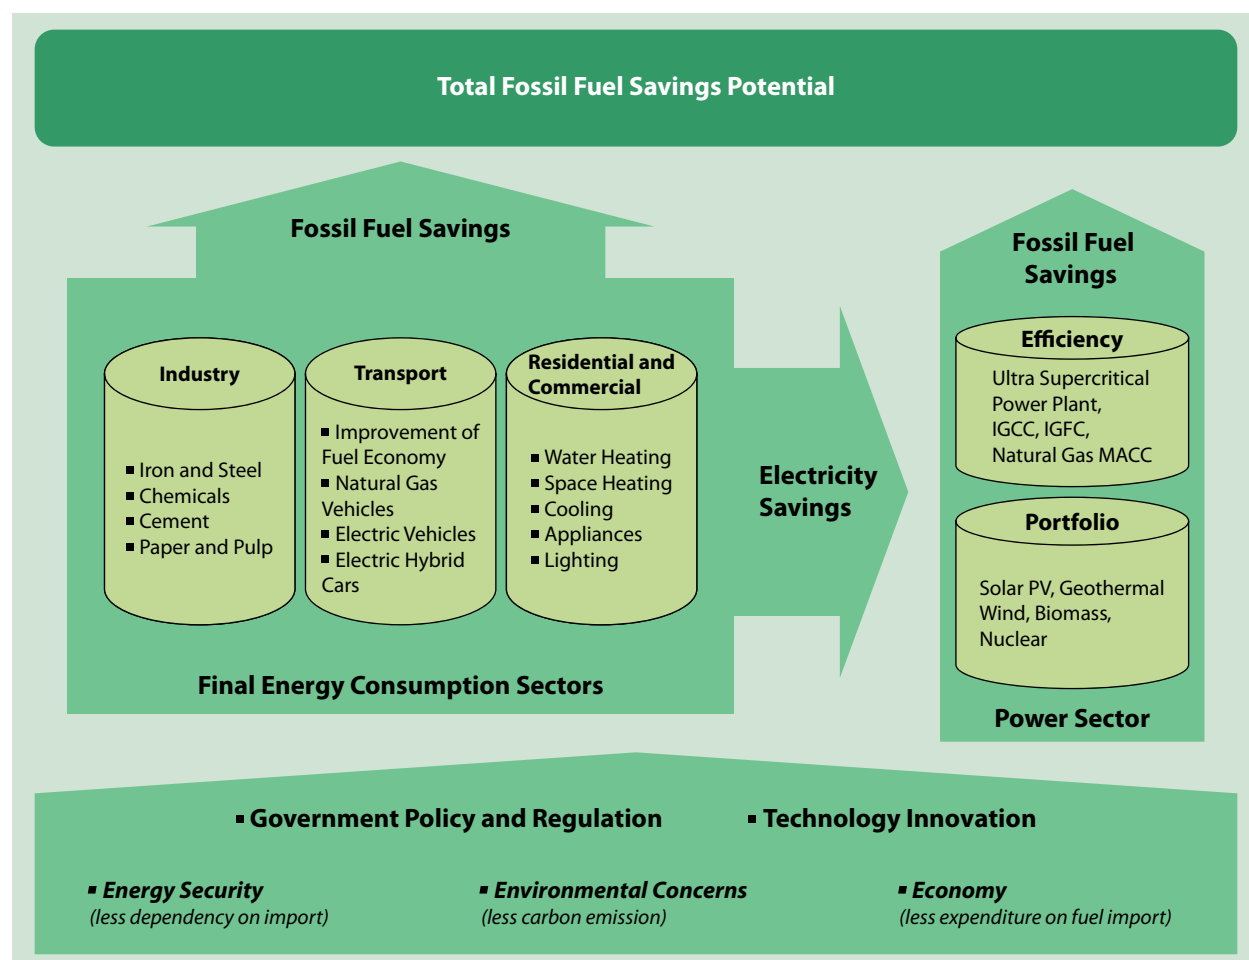 Total Fossil Fuel Savings Potential
Fossil Fuel Savings
Industry
■ Iron and Steel
■ Chemicals
■ Cement
■ Paper and Pulp
Transport
■ Improvement of
Fuel Economy
■ Natural Gas
Vehicles
■ Electric Vehicles
■ Electric Hybrid
Cars
Residential and
Commercial
■ Water Heating
■ Space Heating
■ Cooling
■ Appliances
■ Lighting
Final Energy Consumption Sectors
Electricity
Savings
Fossil Fuel
Savings
Efficiency
Ultra Supercritical
Power Plant,
IGCC, IGFC,
Natural Gas MACC
Portfolio
Solar PV, Geothermal
Wind, Biomass,
Nuclear
Power Sector
■ Government Policy and Regulation
■ Technology Innovation
■ Energy Security
(less dependency on import)
■ Environmental Concerns
(less carbon emission)
■ Economy
(less expenditure on fuel import)